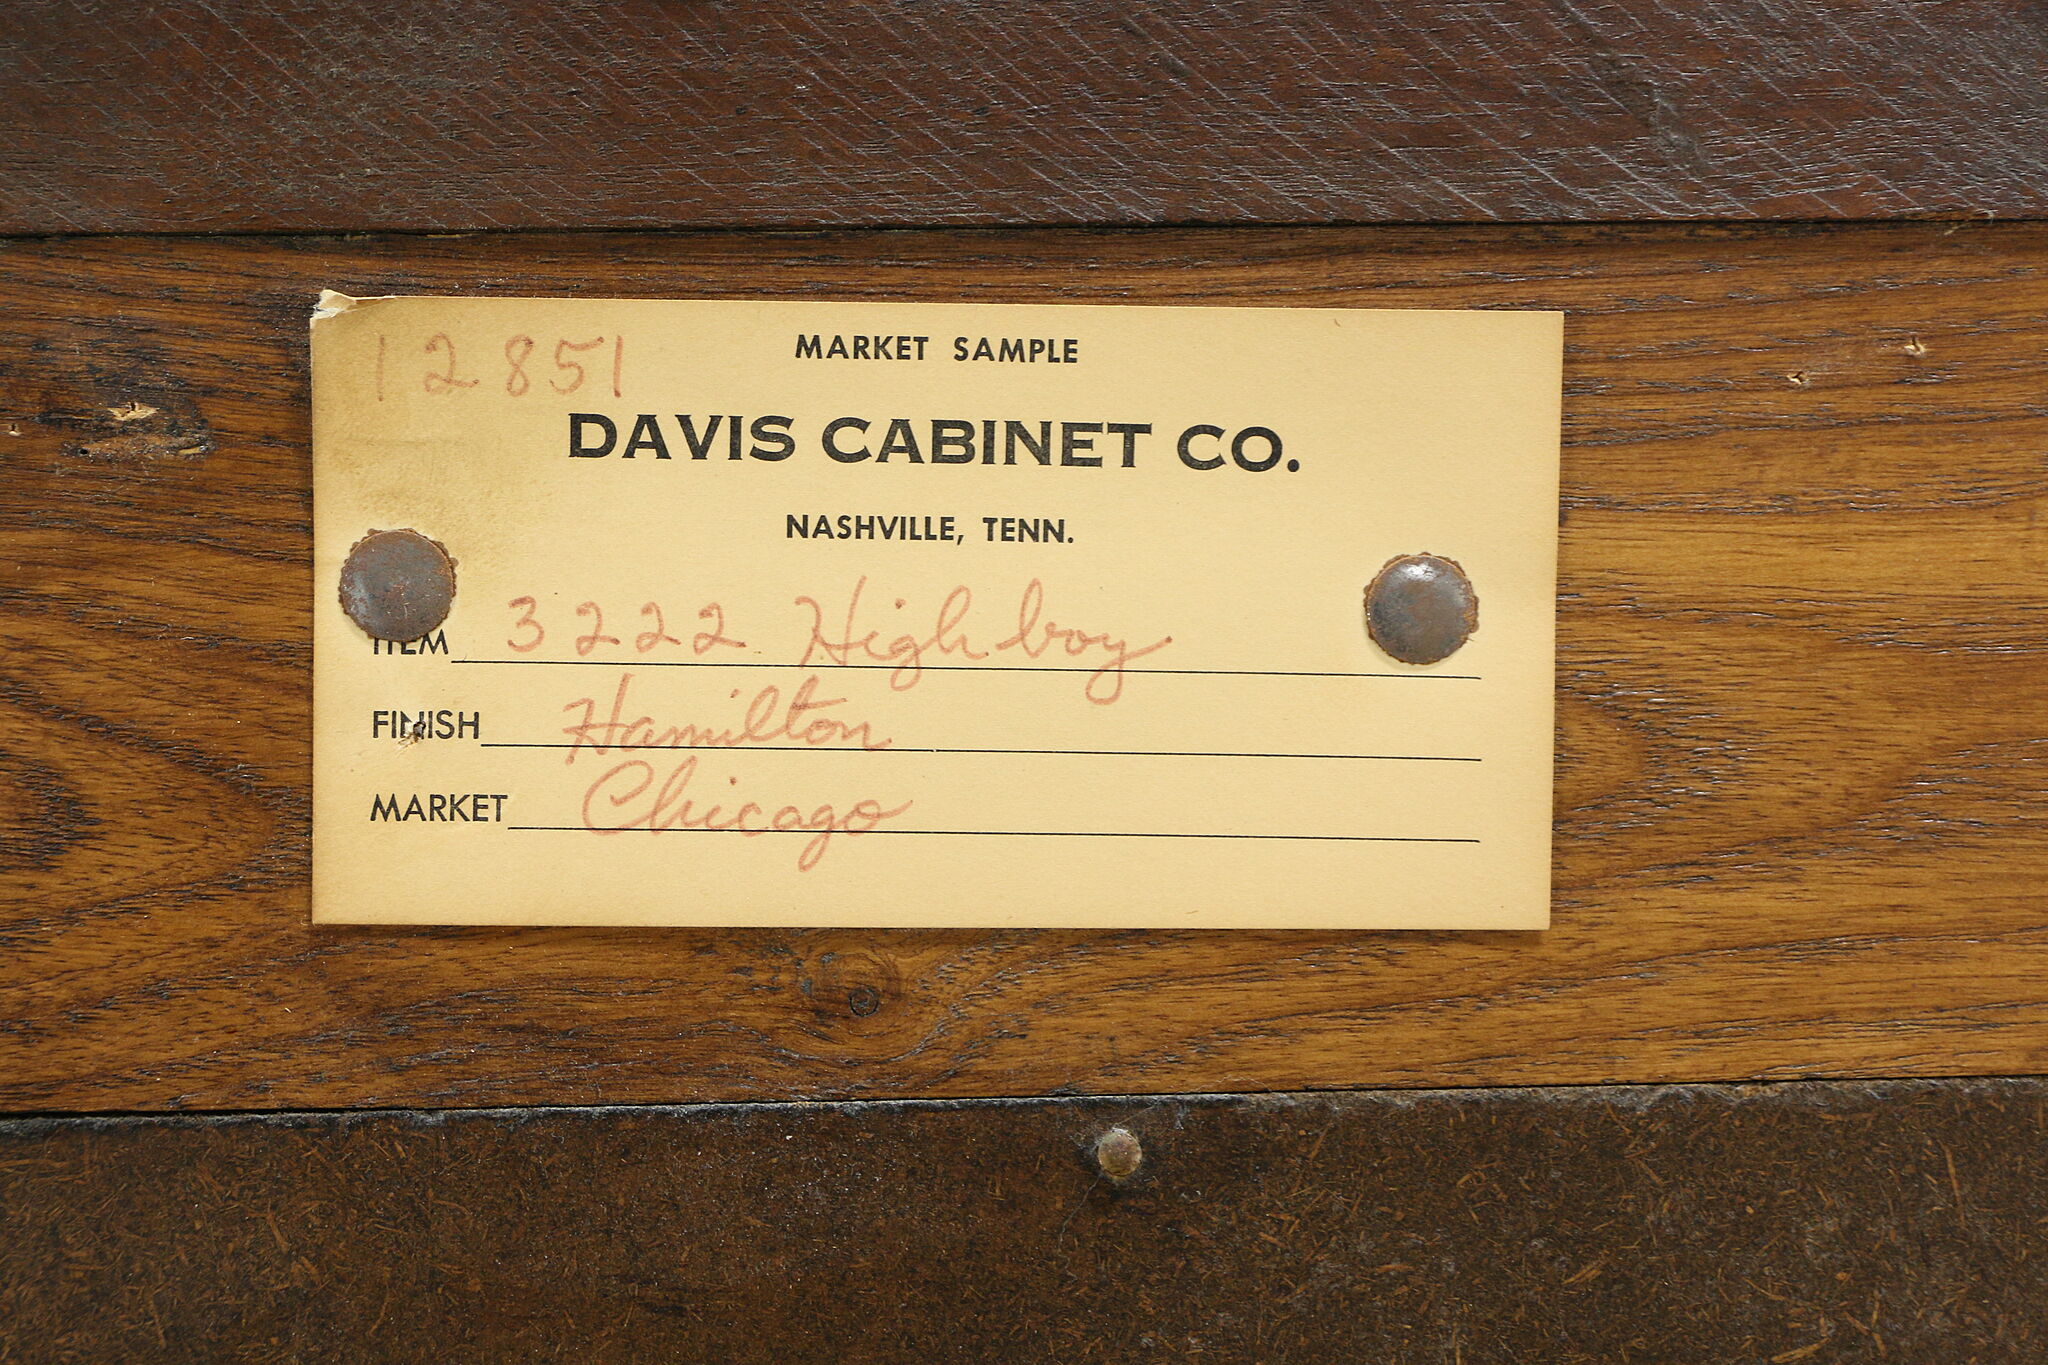 12851
MARKET SAMPLE
DAVIS CABINET CO.
NASHVILLE, TENN.
ITEM 3222 Highboy
FINISH Hamilton
MARKET Chicago